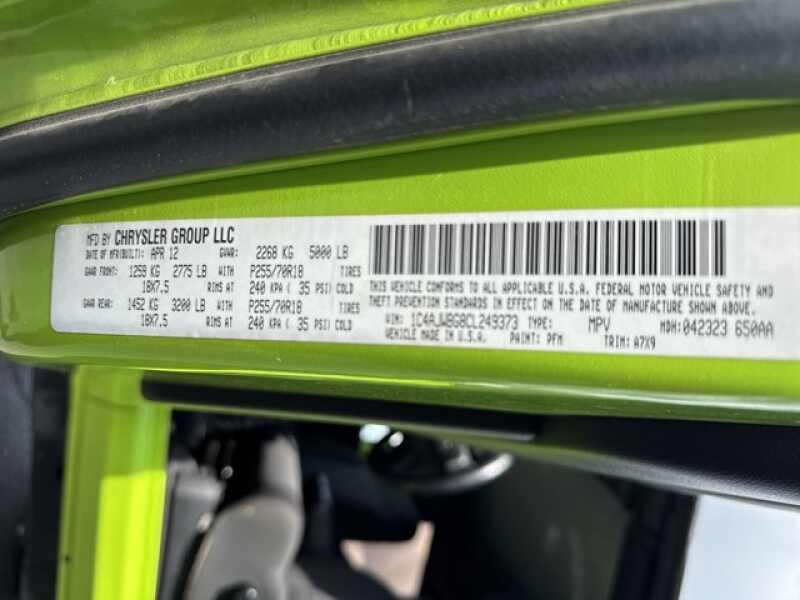 MFD BY CHRYSLER GROUP LLC
DATE OF MFR(BUILT): APR 12 GVWR: 2268 KG 5000 LB
GAWR FRONT: 1259 KG 2775 LB WITH P255/70R18 TIRES
18X7.5 RIMS AT 240 KPA ( 35 PSI) COLD
GAWR REAR: 1452 KG 3200 LB WITH P255/70R18 TIRES
18X7.5 RIMS AT 240 KPA ( 35 PSI) COLD
THIS VEHICLE CONFORMS TO ALL APPLICABLE U.S.A. FEDERAL MOTOR VEHICLE SAFETY AND
THEFT PREVENTION STANDARDS IN EFFECT ON THE DATE OF MANUFACTURE SHOWN ABOVE
VIN: 1C4AJWBG8CL249373 TYPE: MPV MDH: 042323 650AA
MADE IN U.S.A. PAINT: PFM TRIM: A7X9